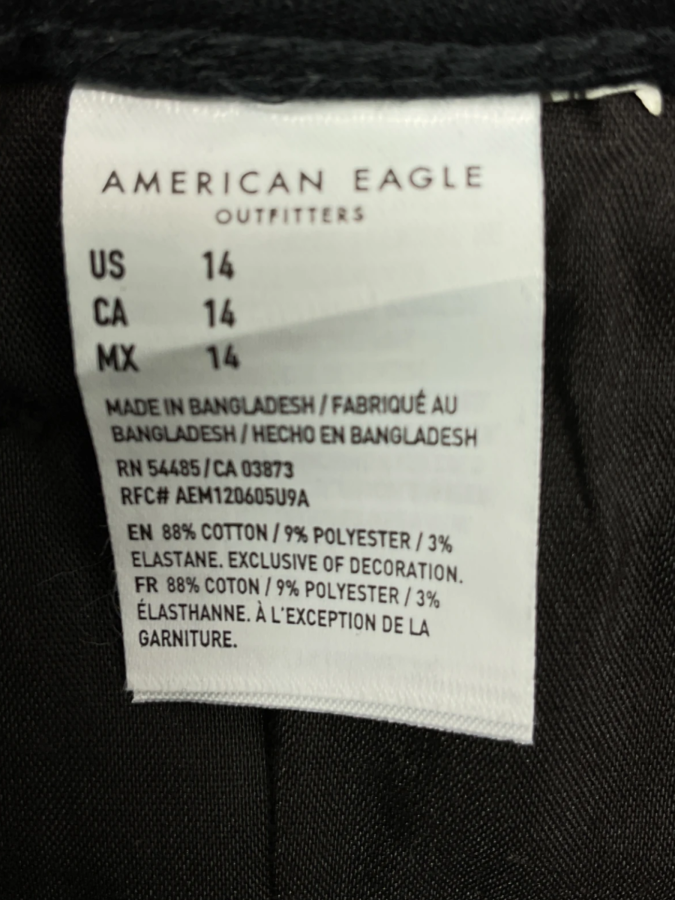 AMERICAN EAGLE
OUTFITTERS
US 14
CA 14
MX 14
MADE IN BANGLADESH / FABRIQUÉ AU
BANGLADESH / HECHO EN BANGLADESH
RN 54485 / CA 03873
RFC# AEM120605U9A
EN 88% COTTON / 9% POLYESTER / 3%
ELASTANE. EXCLUSIVE OF DECORATION.
FR 88% COTON / 9% POLYESTER / 3%
ÉLASTHANNE. À L'EXCEPTION DE LA
GARNITURE.